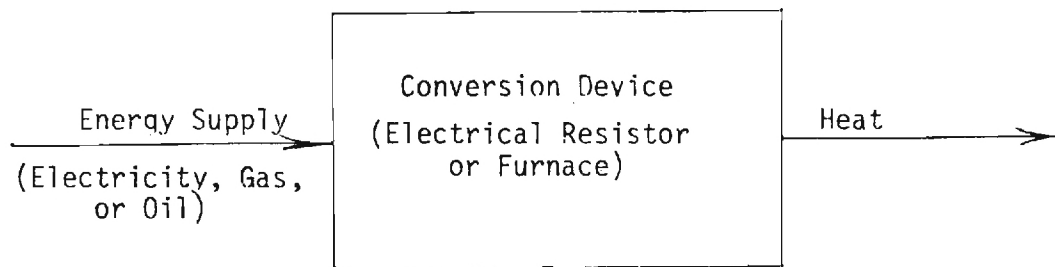 Energy Supply
(Electricity, Gas,
or Oil)
Conversion Device
(Electrical Resistor
or Furnace)
Heat